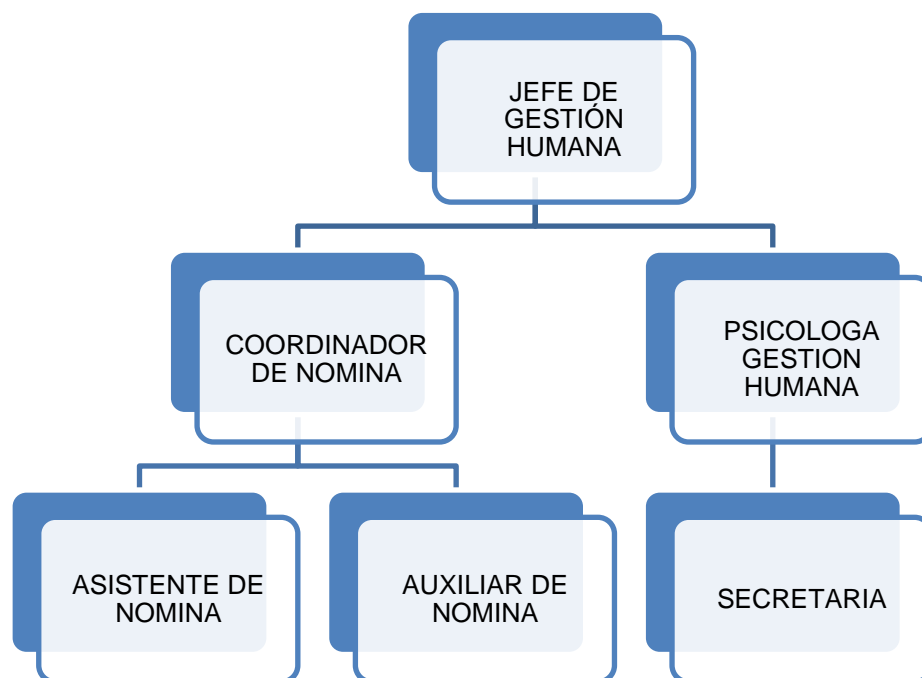 JEFE DE
GESTIÓN
HUMANA
COORDINADOR
DE NOMINA
PSICOLOGA
GESTION
HUMANA
ASISTENTE DE
NOMINA
AUXILIAR DE
NOMINA
SECRETARIA